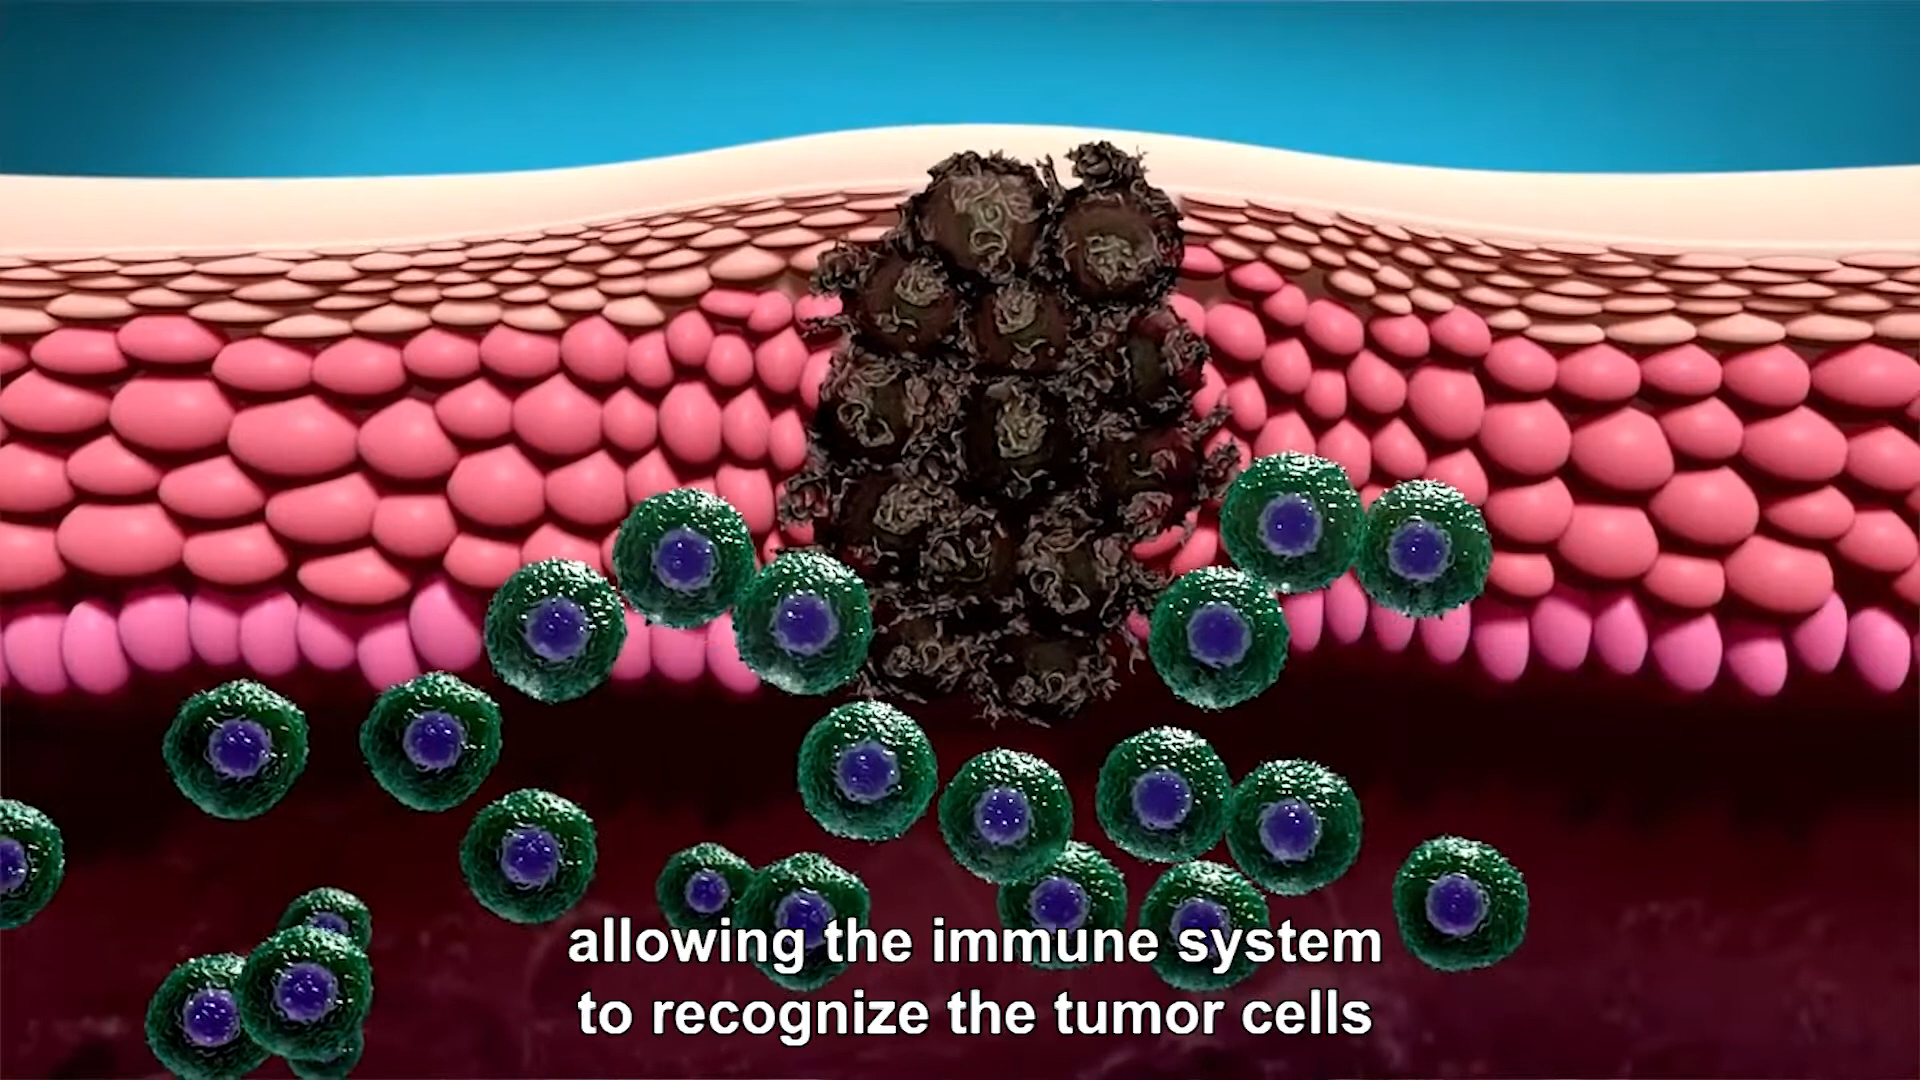 allowing the immune system
to recognize the tumor cells